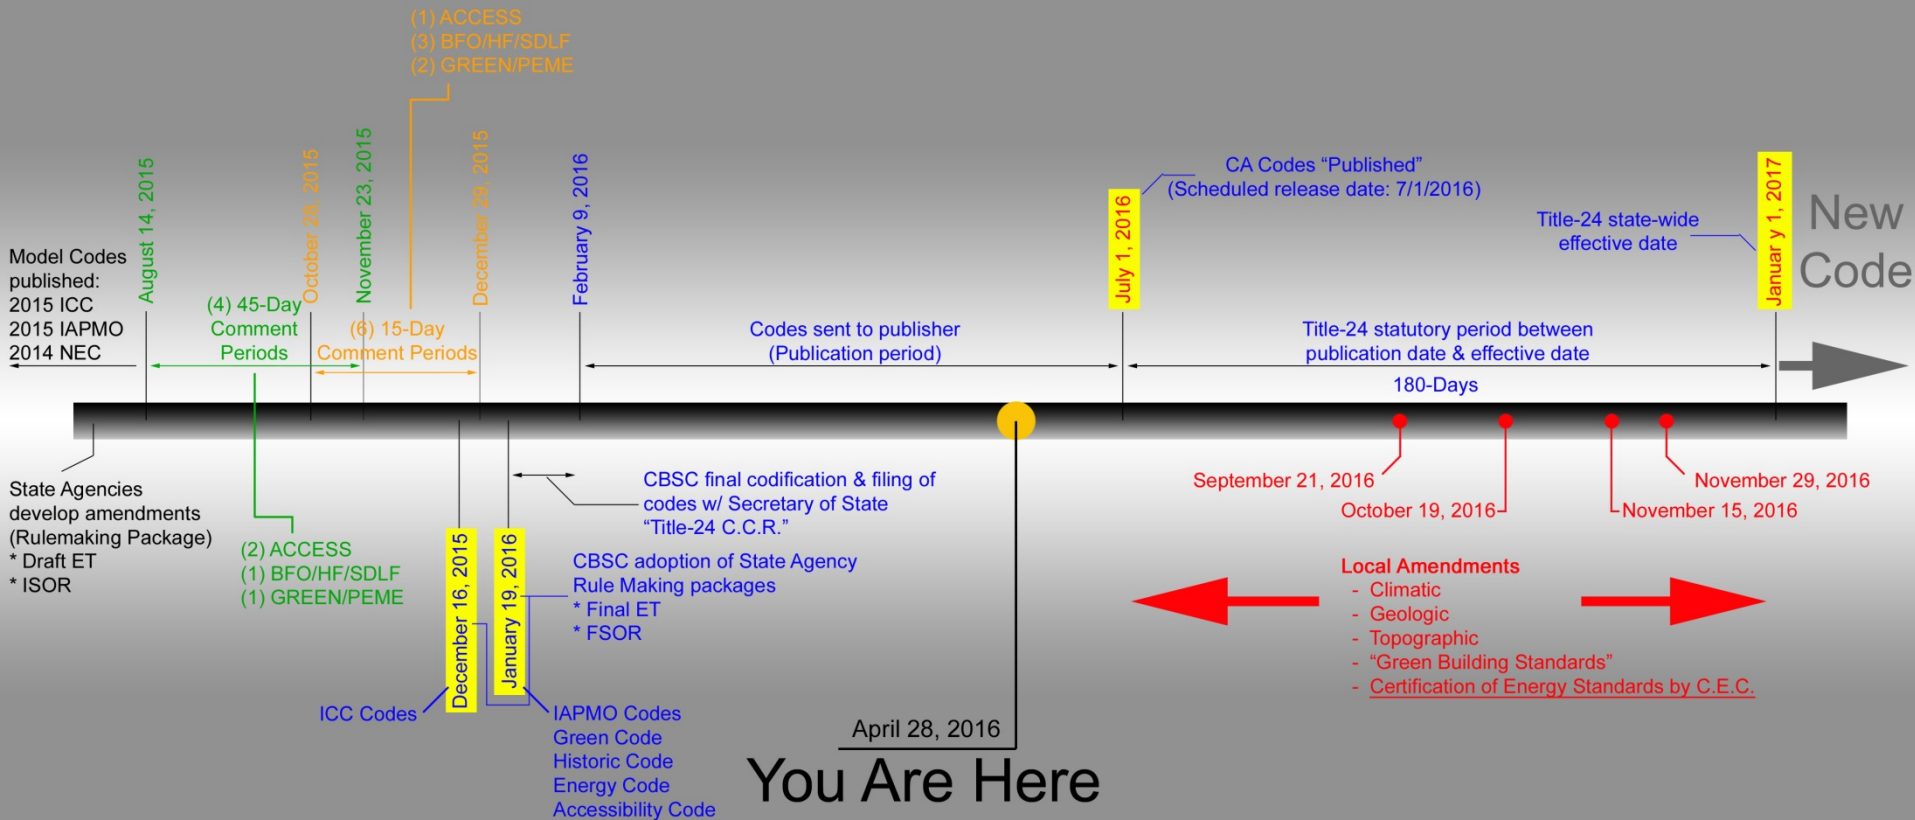 (1) ACCESS
(3) BFO/HF/SDLF
(2) GREEN/PEME
August 14, 2015
October 28, 2015
November 23, 2015
December 29, 2015
February 9, 2016
July 1, 2016
CA Codes “Published”
(Scheduled release date: 7/1/2016)
Title-24 state-wide
effective date
Januar y 1, 2017
New
Code
Model Codes
published:
2015 ICC
2015 IAPMO
2014 NEC
(4) 45-Day
Comment
Periods
(6) 15-Day
Comment Periods
Codes sent to publisher
(Publication period)
Title-24 statutory period between
publication date & effective date
180-Days
State Agencies
develop amendments
(Rulemaking Package)
* Draft ET
* ISOR
(2) ACCESS
(1) BFO/HF/SDLF
(1) GREEN/PEME
December 16, 2015
January 19, 2016
CBSC final codification & filing of
codes w/ Secretary of State
“Title-24 C.C.R.”
CBSC adoption of State Agency
Rule Making packages
* Final ET
* FSOR
ICC Codes
IAPMO Codes
Green Code
Historic Code
Energy Code
Accessibility Code
April 28, 2016
You Are Here
September 21, 2016
October 19, 2016
November 29, 2016
November 15, 2016
Local Amendments
- Climatic
- Geologic
- Topographic
- “Green Building Standards”
- Certification of Energy Standards by C.E.C.